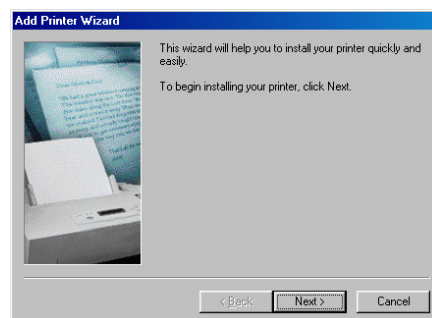 Add Printer Wizard
This wizard will help you to install your printer quickly and
easily.
To begin installing your printer, click Next.
< Back
Next >
Cancel